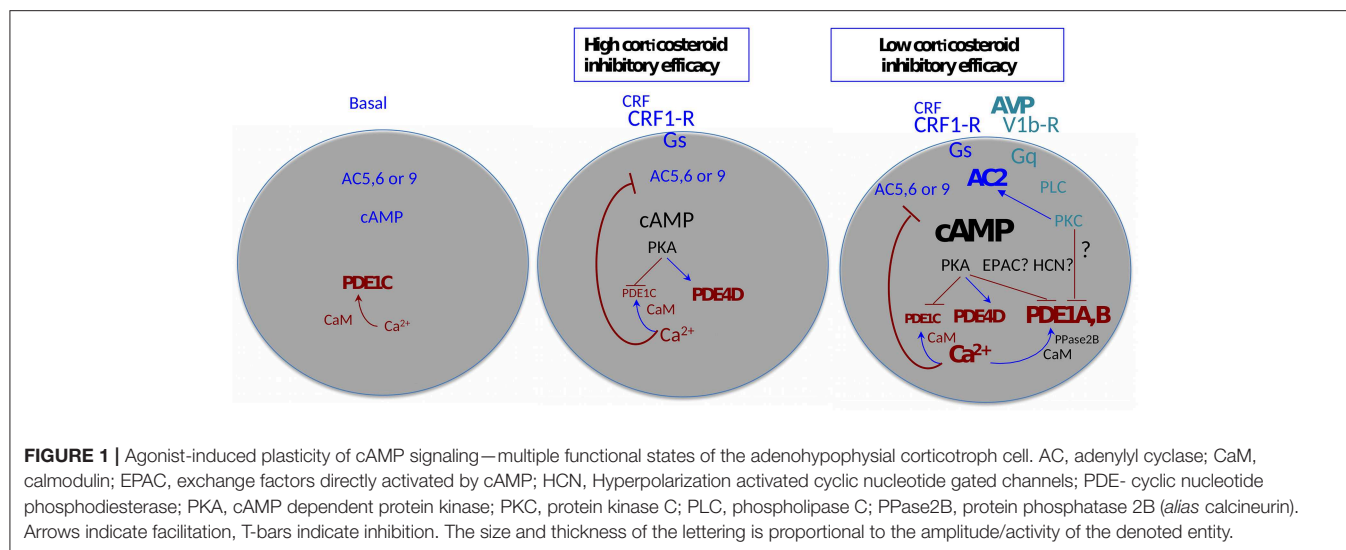 High corticosteroid
inhibitory efficacy
Low corticosteroid
inhibitory efficacy
Basal
AC5,6 or 9
cAMP
PDE1C
CaM
Ca²⁺
CRF
CRF1-R
Gs
AC5,6 or 9
cAMP
PKA
PDE1C
PDE4D
CaM
Ca²⁺
CRF
CRF1-R
AVP
V1b-R
Gs
Gq
AC5,6 or 9
AC2
PLC
PKC
cAMP
?
PKA
EPAC? HCN?
PDE1C
PDE4D
PDE1A,B
CaM
PPase2B
CaM
Ca²⁺
FIGURE 1 | Agonist-induced plasticity of cAMP signaling—multiple functional states of the adenohypophysial corticotroph cell. AC, adenylyl cyclase; CaM,
calmodulin; EPAC, exchange factors directly activated by cAMP; HCN, Hyperpolarization activated cyclic nucleotide gated channels; PDE- cyclic nucleotide
phosphodiesterase; PKA, cAMP dependent protein kinase; PKC, protein kinase C; PLC, phospholipase C; PPase2B, protein phosphatase 2B (alias calcineurin).
Arrows indicate facilitation, T-bars indicate inhibition. The size and thickness of the lettering is proportional to the amplitude/activity of the denoted entity.